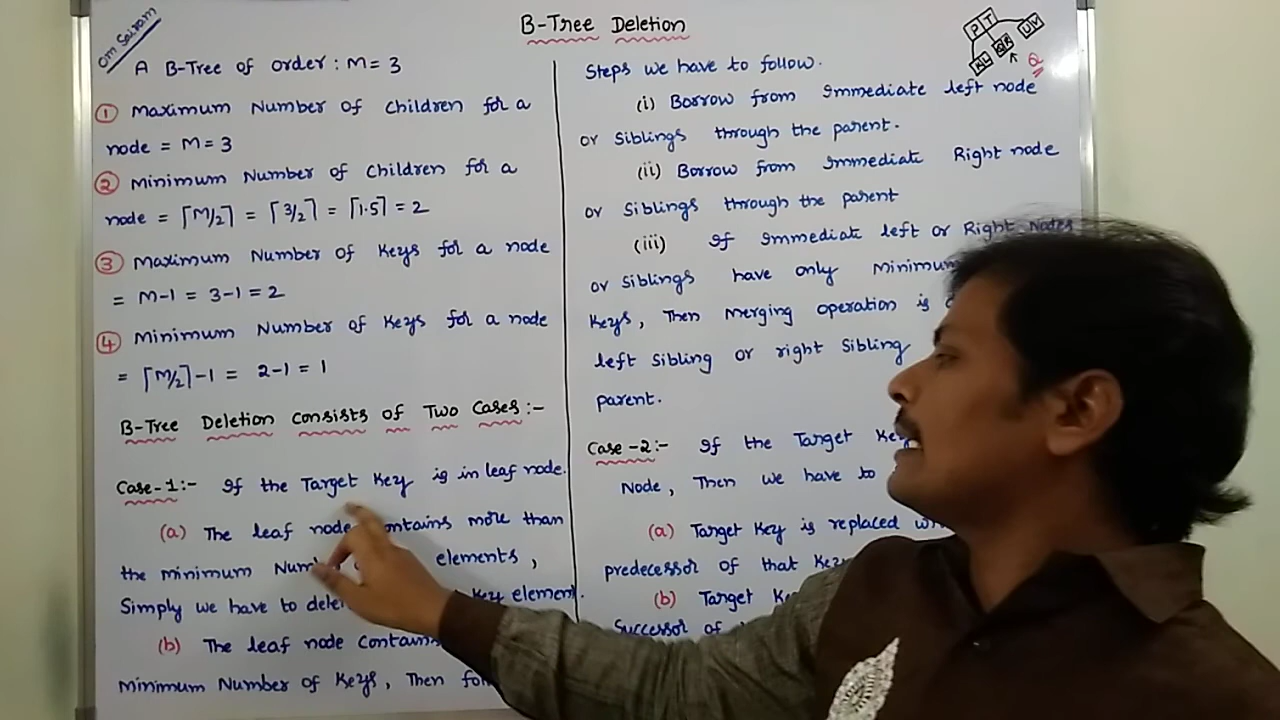 B-Tree Deletion
Om Sairam
A B-Tree of order : M = 3
① Maximum Number of children for a
node = M = 3
② Minimum Number of children for a
node = ⌈M/2⌉ = ⌈3/2⌉ = ⌈1.5⌉ = 2
③ Maximum Number of Keys for a node
= M-1 = 3-1 = 2
④ Minimum Number of Keys for a node
= ⌈M/2⌉-1 = 2-1 = 1
B-Tree Deletion consists of Two Cases:-
Case-1:- If the Target Key is in leaf node.
(a) The leaf node contains more than
the minimum Num elements,
Simply we have to dele Key element.
(b) The leaf node contains
minimum Number of Keys, Then fo
P T
U V
Q R
Q
Steps we have to follow.
(i) Borrow from immediate left node
or siblings through the parent.
(ii) Borrow from immediate Right node
or siblings through the parent
(iii) If immediate left or Right Nodes
or siblings have only minimum
Keys, Then merging operation is
left sibling or right sibling
parent.
Case-2:- If the Target Key
Node, Then we have to
(a) Target Key is replaced
predecessor of that Key
(b) Target
Successor of